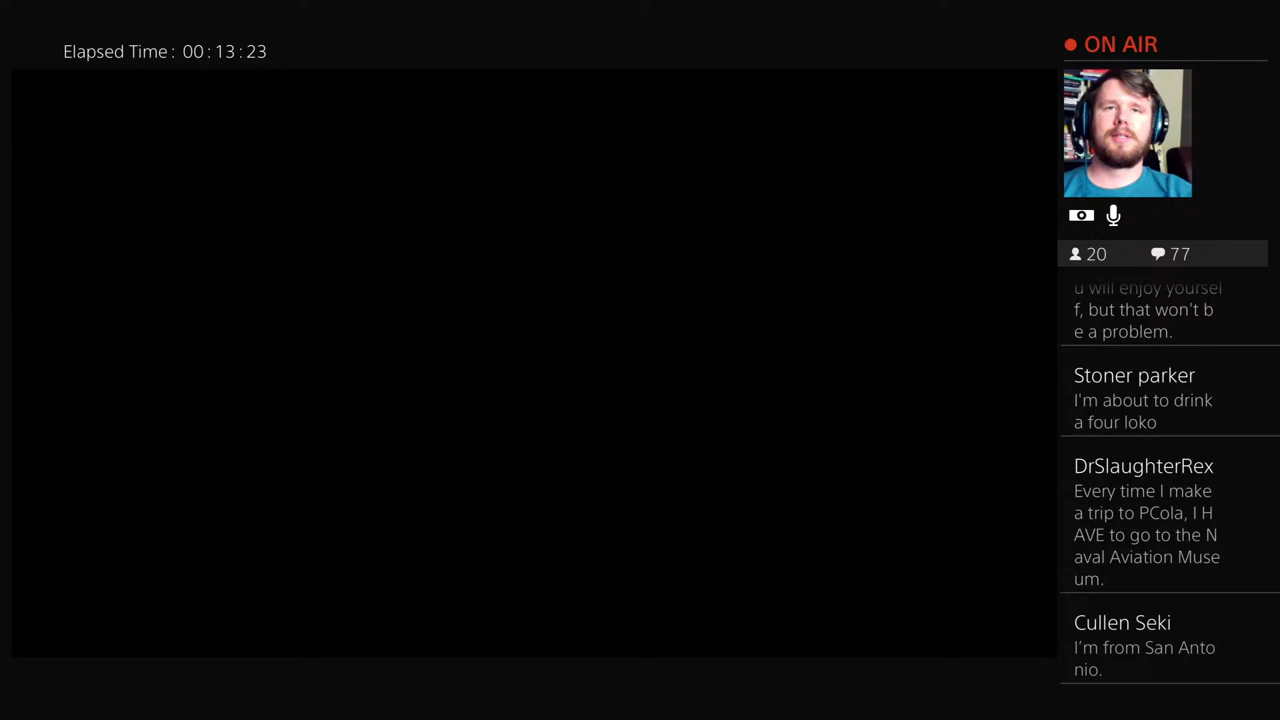 Elapsed Time: 00:13:23
ON AIR
20 77
u will enjoy yoursel
f, but that won't b
e a problem.
Stoner parker
I'm about to drink
a four loko
DrSlaughterRex
Every time I make
a trip to PCola, I H
AVE to go to the N
aval Aviation Muse
um.
Cullen Seki
I’m from San Anto
nio.